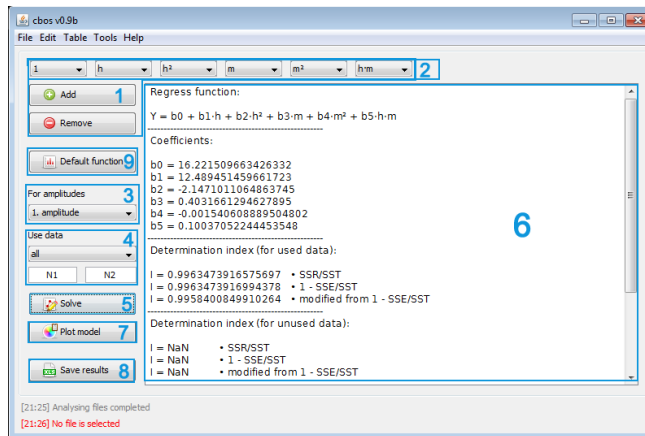 cbos v0.9b
File Edit Table Tools Help
1 h h² m m² h·m 2
Add 1
Remove
Default function 9
For amplitudes 3
1. amplitude
Use data 4
all
N1 N2
Solve 5
Plot model 7
Save results 8
Regress function:
Y = b0 + b1·h + b2·h² + b3·m + b4·m² + b5·h·m
Coefficients:
b0 = 16.221509663426332
b1 = 12.489451459661723
b2 = -2.1471011064863745
b3 = 0.4031661294627895
b4 = -0.001540608889504802
b5 = 0.10037052244453548
6
Determination index (for used data):
I = 0.9963473916575697 • SSR/SST
I = 0.9963473916994378 • 1 - SSE/SST
I = 0.9958400849910264 • modified from 1 - SSE/SST
Determination index (for unused data):
I = NaN • SSR/SST
I = NaN • 1 - SSE/SST
I = NaN • modified from 1 - SSE/SST
[21:25] Analysing files completed
[21:26] No file is selected